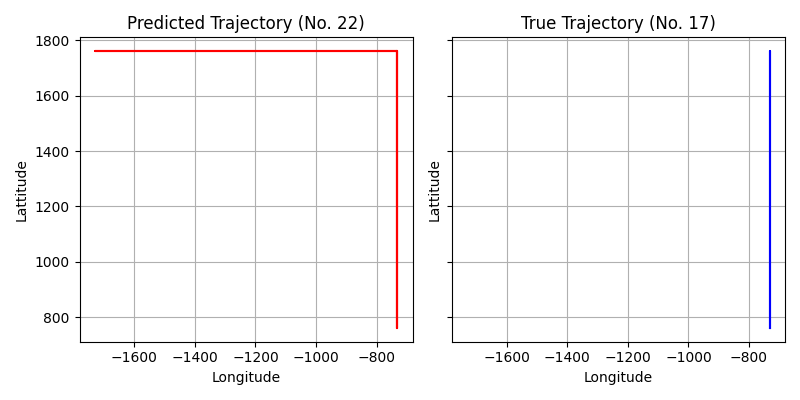 Predicted Trajectory (No. 22)
True Trajectory (No. 17)
1800
1600
1400
1200
1000
800
Lattitude
−1600 −1400 −1200 −1000 −800
Longitude
Lattitude
−1600 −1400 −1200 −1000 −800
Longitude